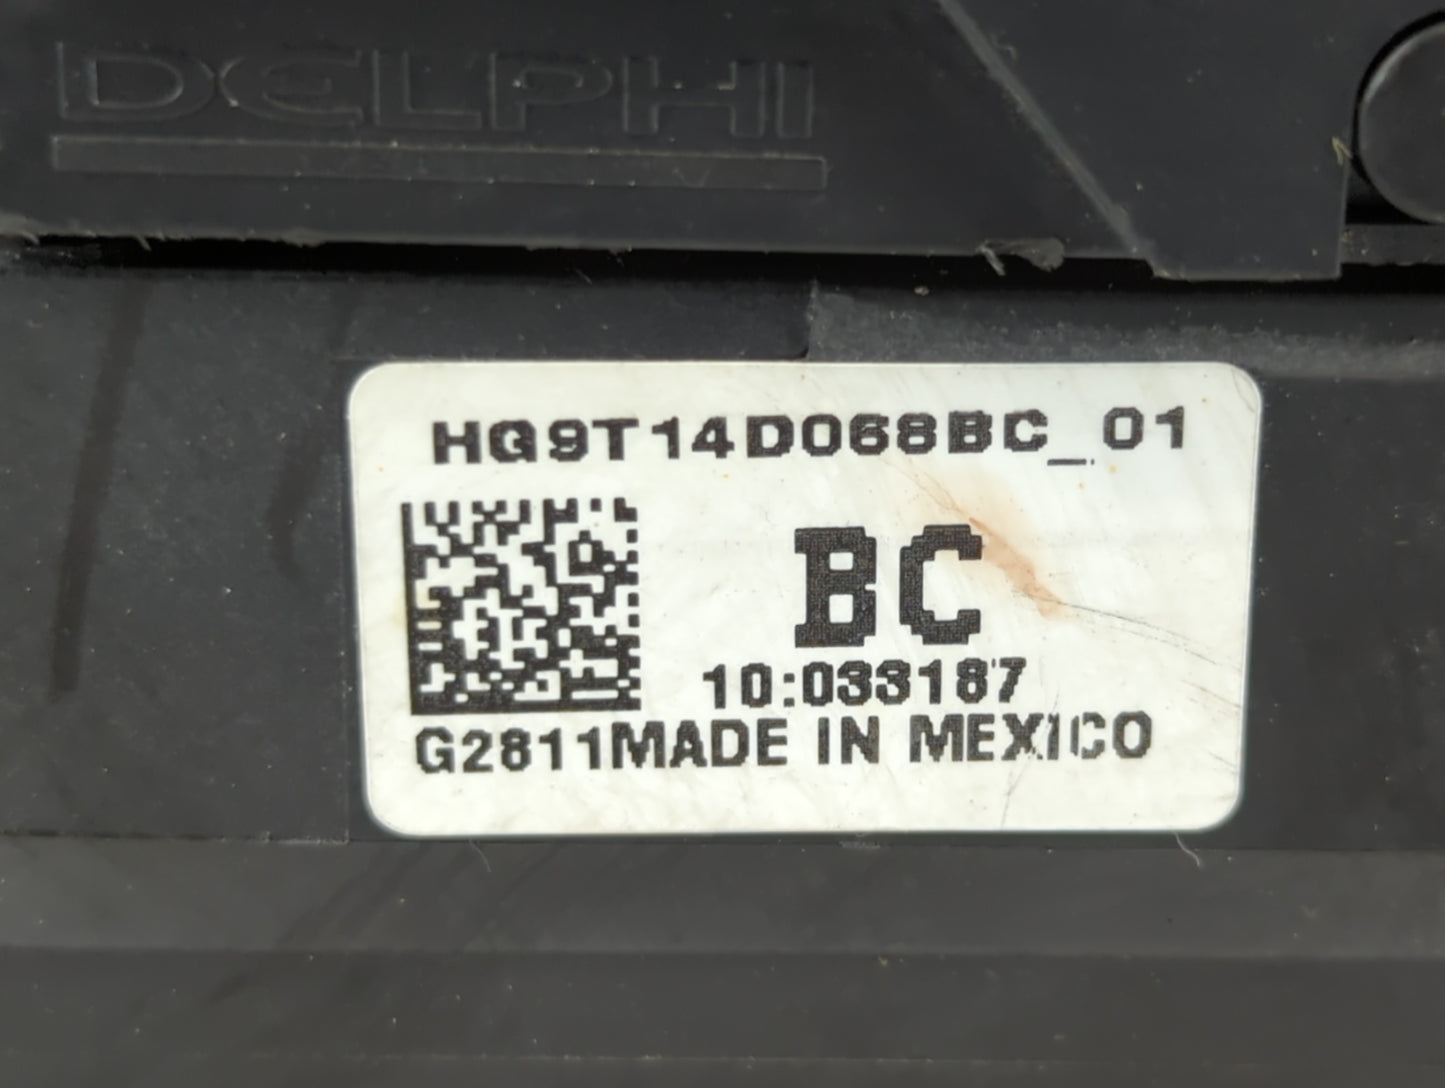 DELPHI
HG9T14D068BC_01
BC
10:033187
G2811MADE IN MEXICO